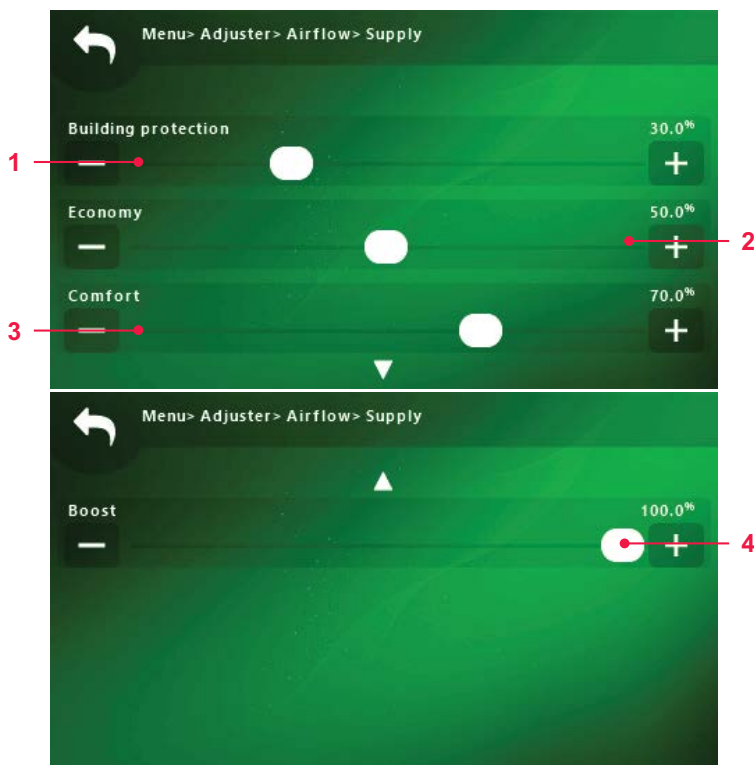 Menu> Adjuster> Airflow> Supply
Building protection 30.0%
1
Economy 50.0%
2
Comfort 70.0%
3
Menu> Adjuster> Airflow> Supply
Boost 100.0%
4